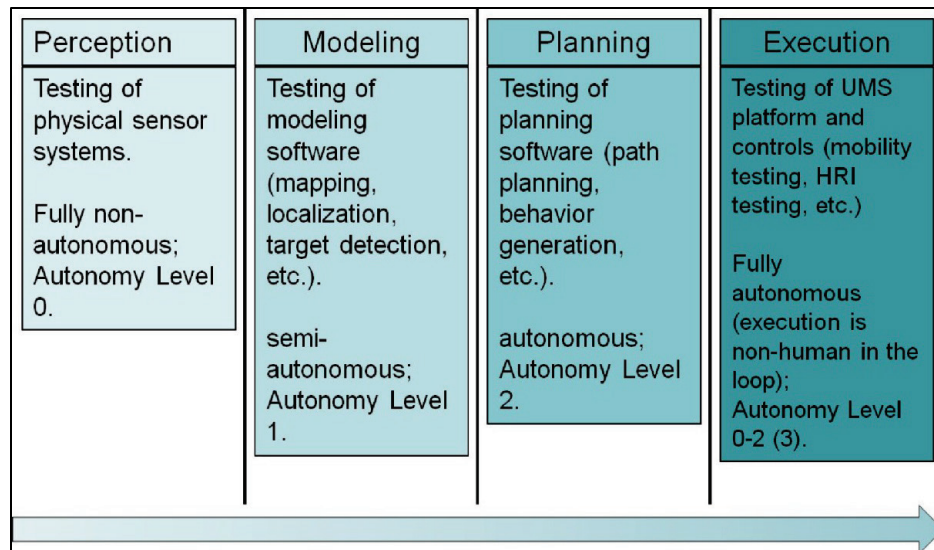 Perception
Testing of
physical sensor
systems.
Fully non-
autonomous;
Autonomy Level
0.
Modeling
Testing of
modeling
software
(mapping,
localization,
target detection,
etc.).
semi-
autonomous;
Autonomy Level
1.
Planning
Testing of
planning
software (path
planning,
behavior
generation,
etc.).
autonomous;
Autonomy Level
2.
Execution
Testing of UMS
platform and
controls (mobility
testing, HRI
testing, etc.)
Fully
autonomous
(execution is
non-human in the
loop);
Autonomy Level
0-2 (3).